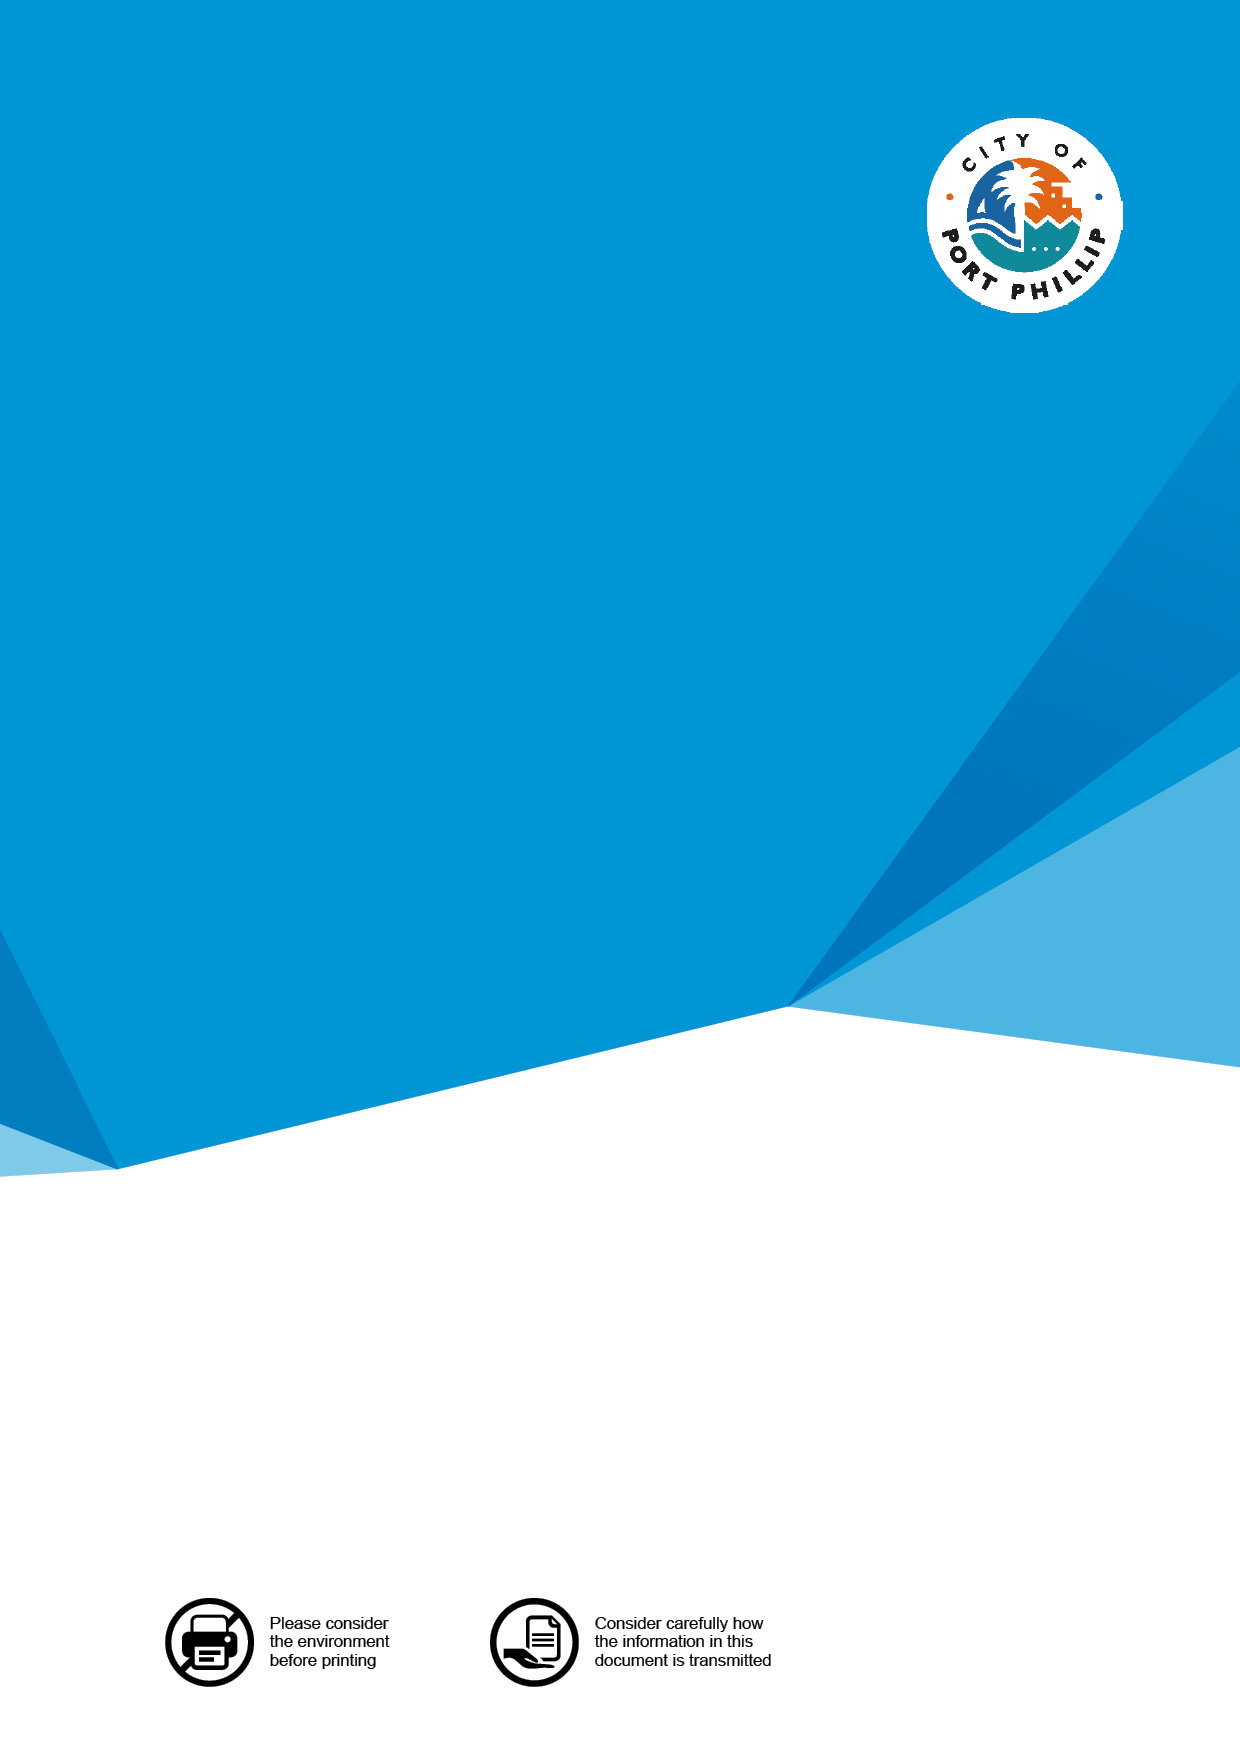 CITY OF
PORT PHILLIP
Please consider
the environment
before printing
Consider carefully how
the information in this
document is transmitted